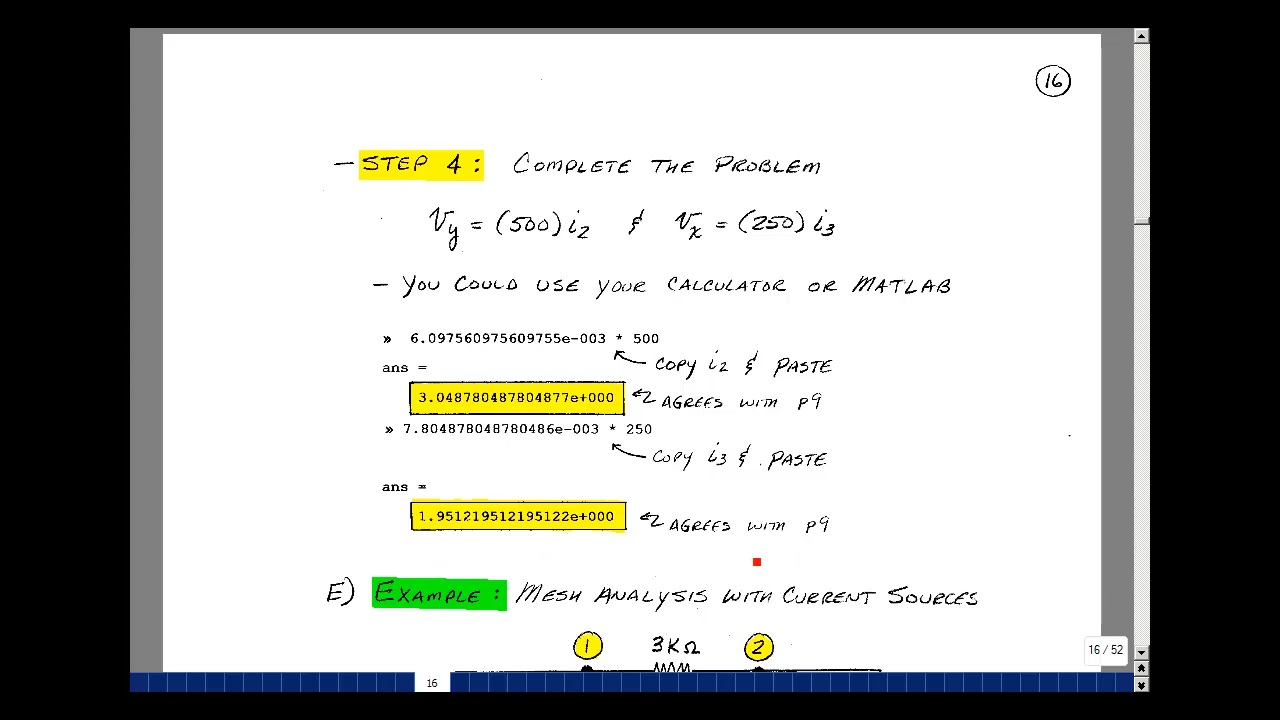 16
— STEP 4: COMPLETE THE PROBLEM
Vy = (500) i2 & Vx = (250) i3
— YOU COULD USE YOUR CALCULATOR OR MATLAB
» 6.097560975609755e-003 * 500
COPY i2 & PASTE
ans =
3.048780487804877e+000
AGREES WITH P9
» 7.804878048780486e-003 * 250
COPY i3 & PASTE
ans =
1.951219512195122e+000
AGREES WITH P9
E) EXAMPLE: MESH ANALYSIS WITH CURRENT SOURCES
1 3KΩ 2
16 / 52
16